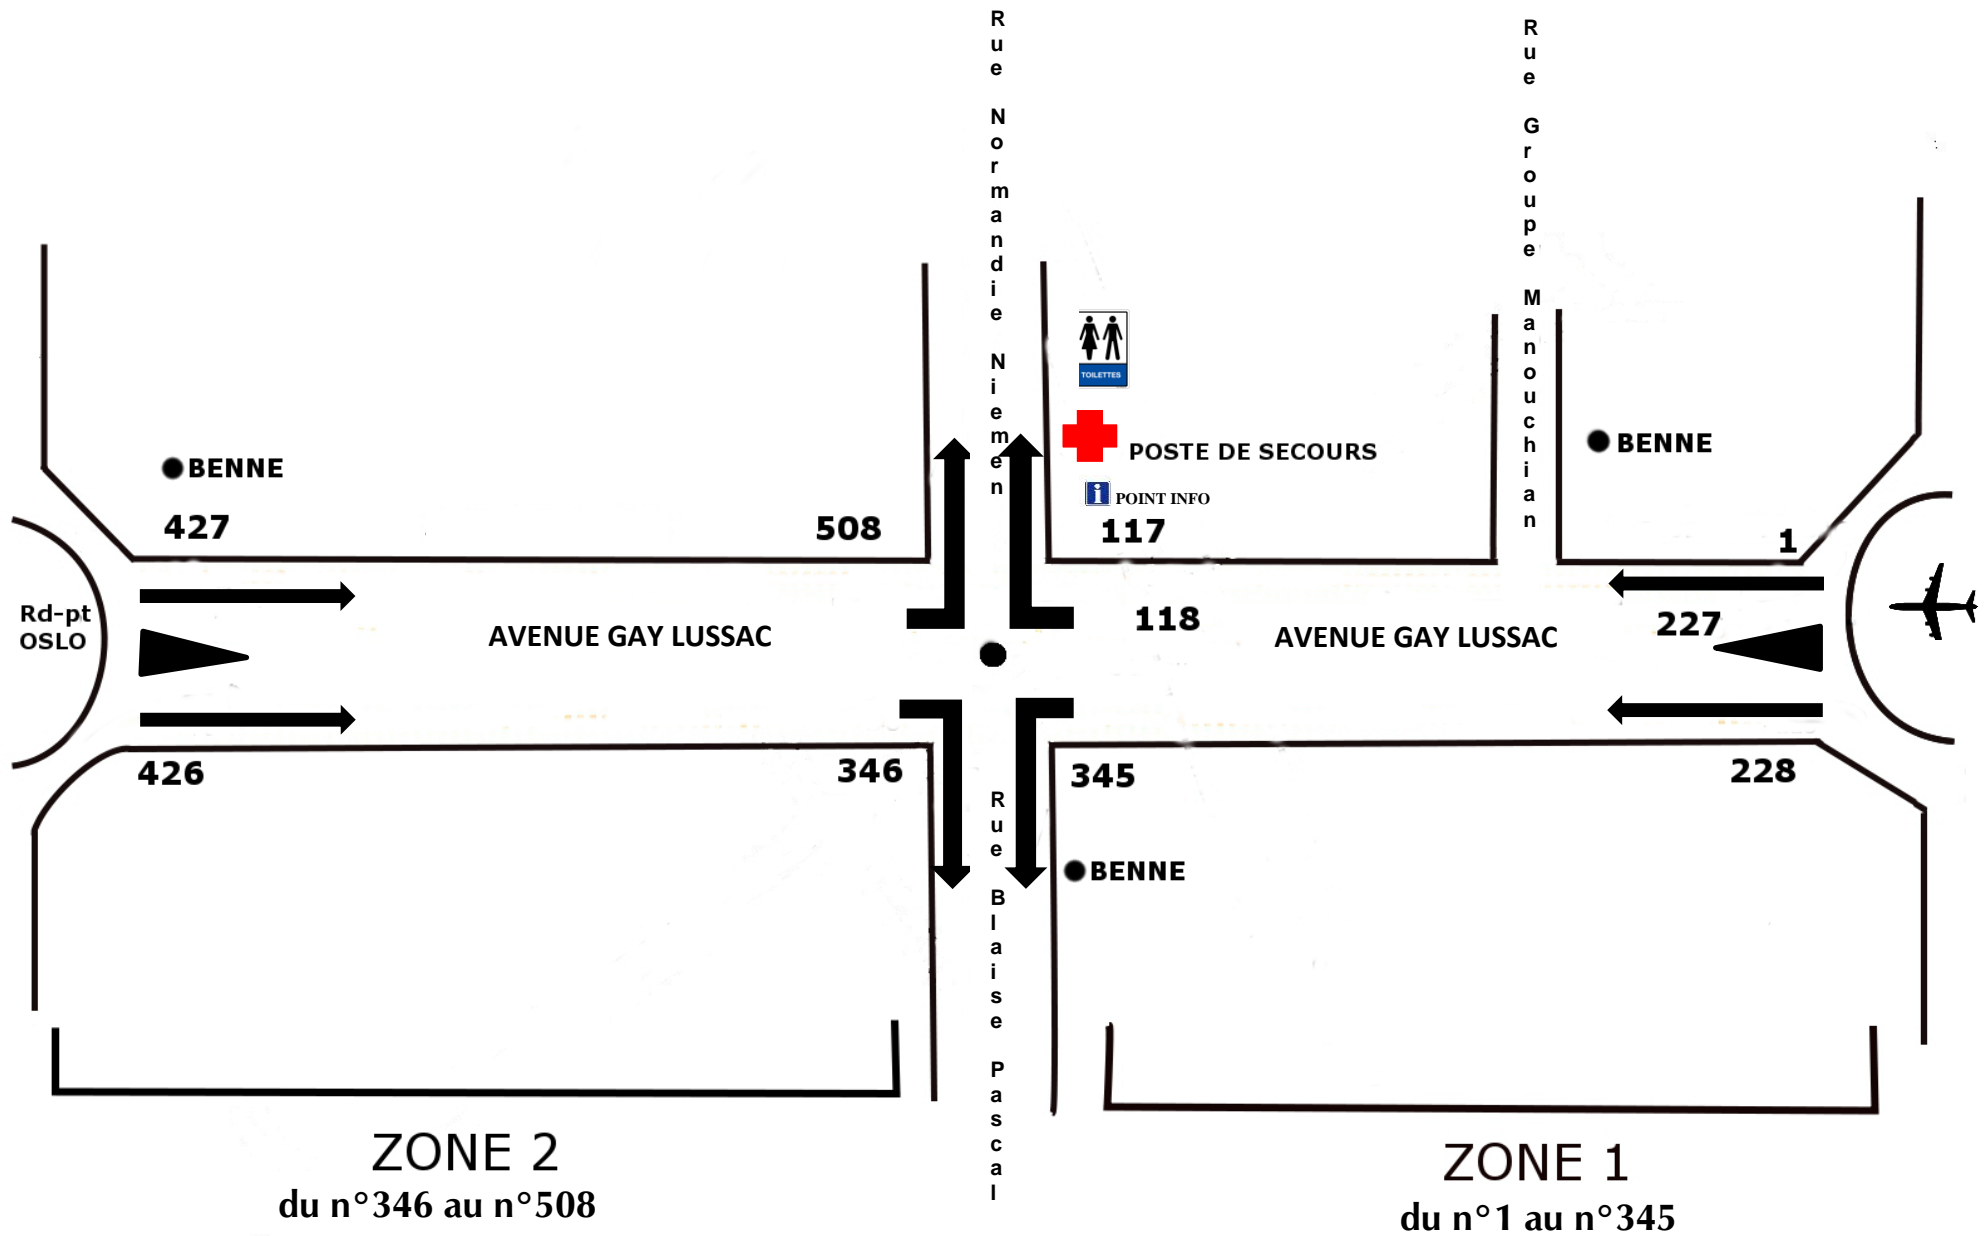 Rue Normandie Niemen
Rue Groupe Manouchian
TOILETTES
BENNE
POSTE DE SECOURS
BENNE
POINT INFO
427
508
117
1
Rd-pt
OSLO
AVENUE GAY LUSSAC
118
AVENUE GAY LUSSAC
227
426
346
345
228
Rue Blaise Pascal
BENNE
ZONE 2
du n°346 au n°508
ZONE 1
du n°1 au n°345